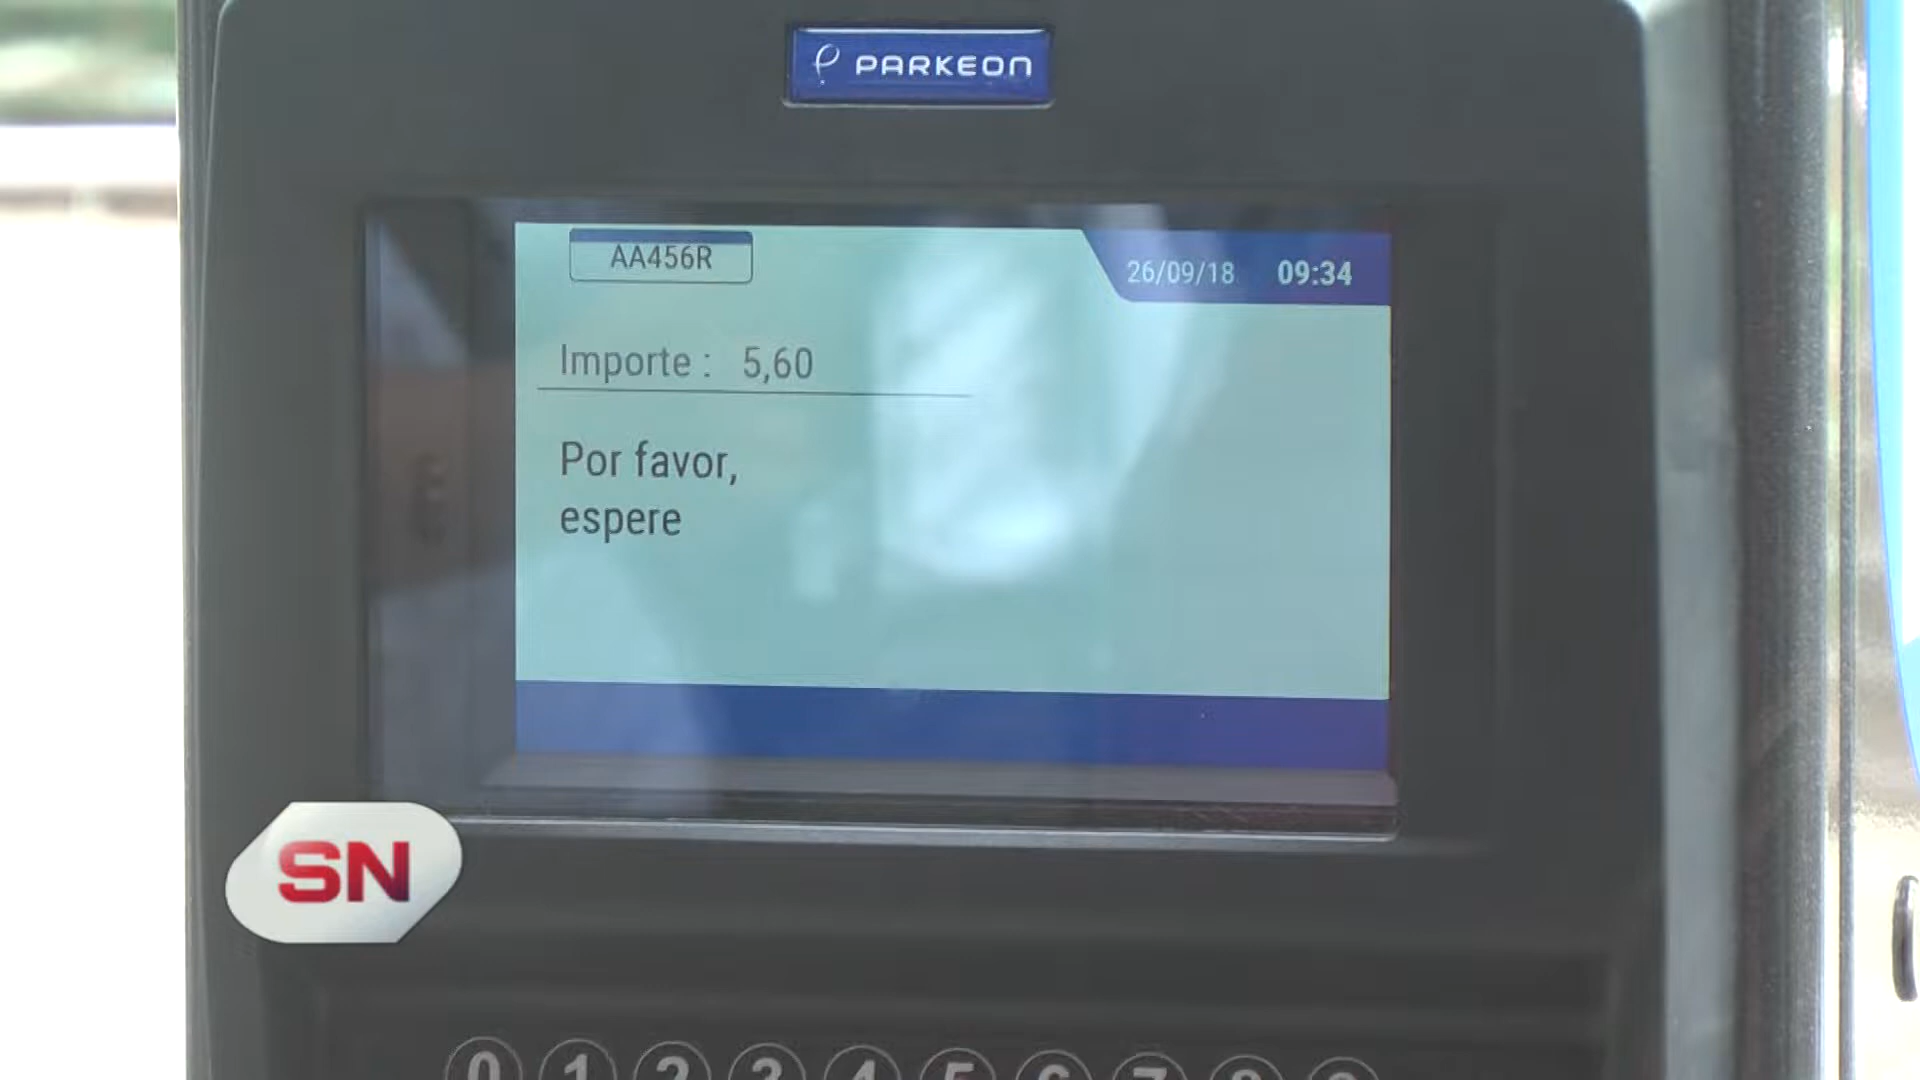 PARKEON
AA456R
26/09/18 09:34
Importe : 5,60
Por favor,
espere
SN
0 1 2 3 4 5 6 7 8 9